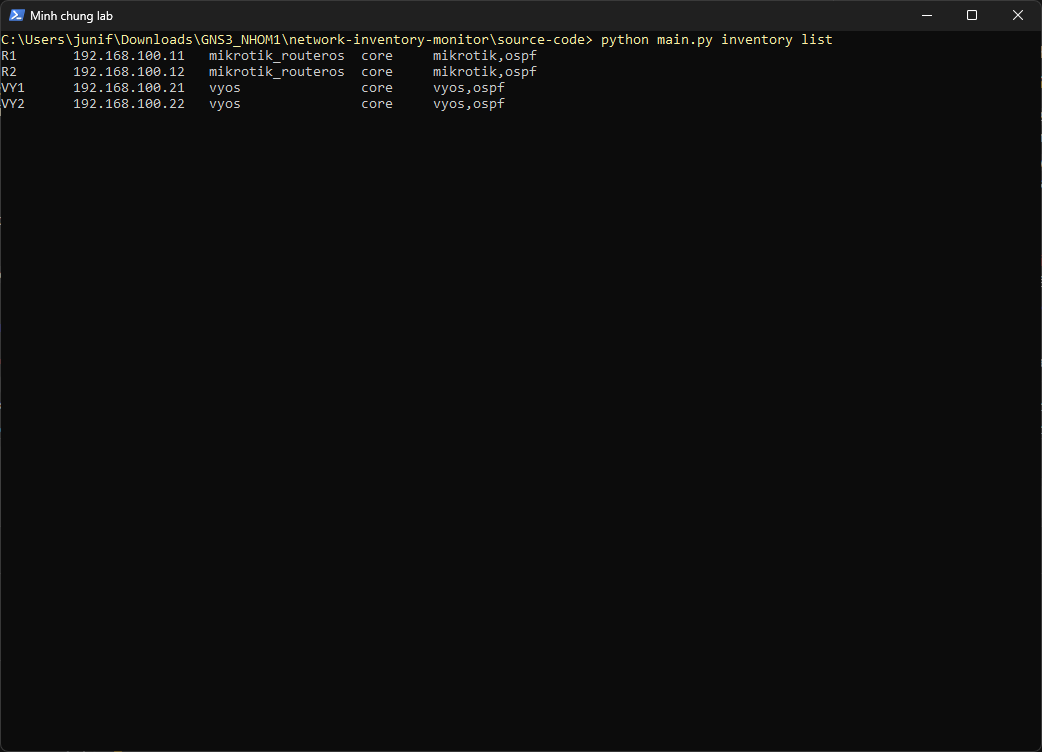 Minh chung lab
C:\Users\junif\Downloads\GNS3_NHOM1\network-inventory-monitor\source-code> python main.py inventory list
R1       192.168.100.11   mikrotik_routeros  core     mikrotik,ospf
R2       192.168.100.12   mikrotik_routeros  core     mikrotik,ospf
VY1      192.168.100.21   vyos               core     vyos,ospf
VY2      192.168.100.22   vyos               core     vyos,ospf